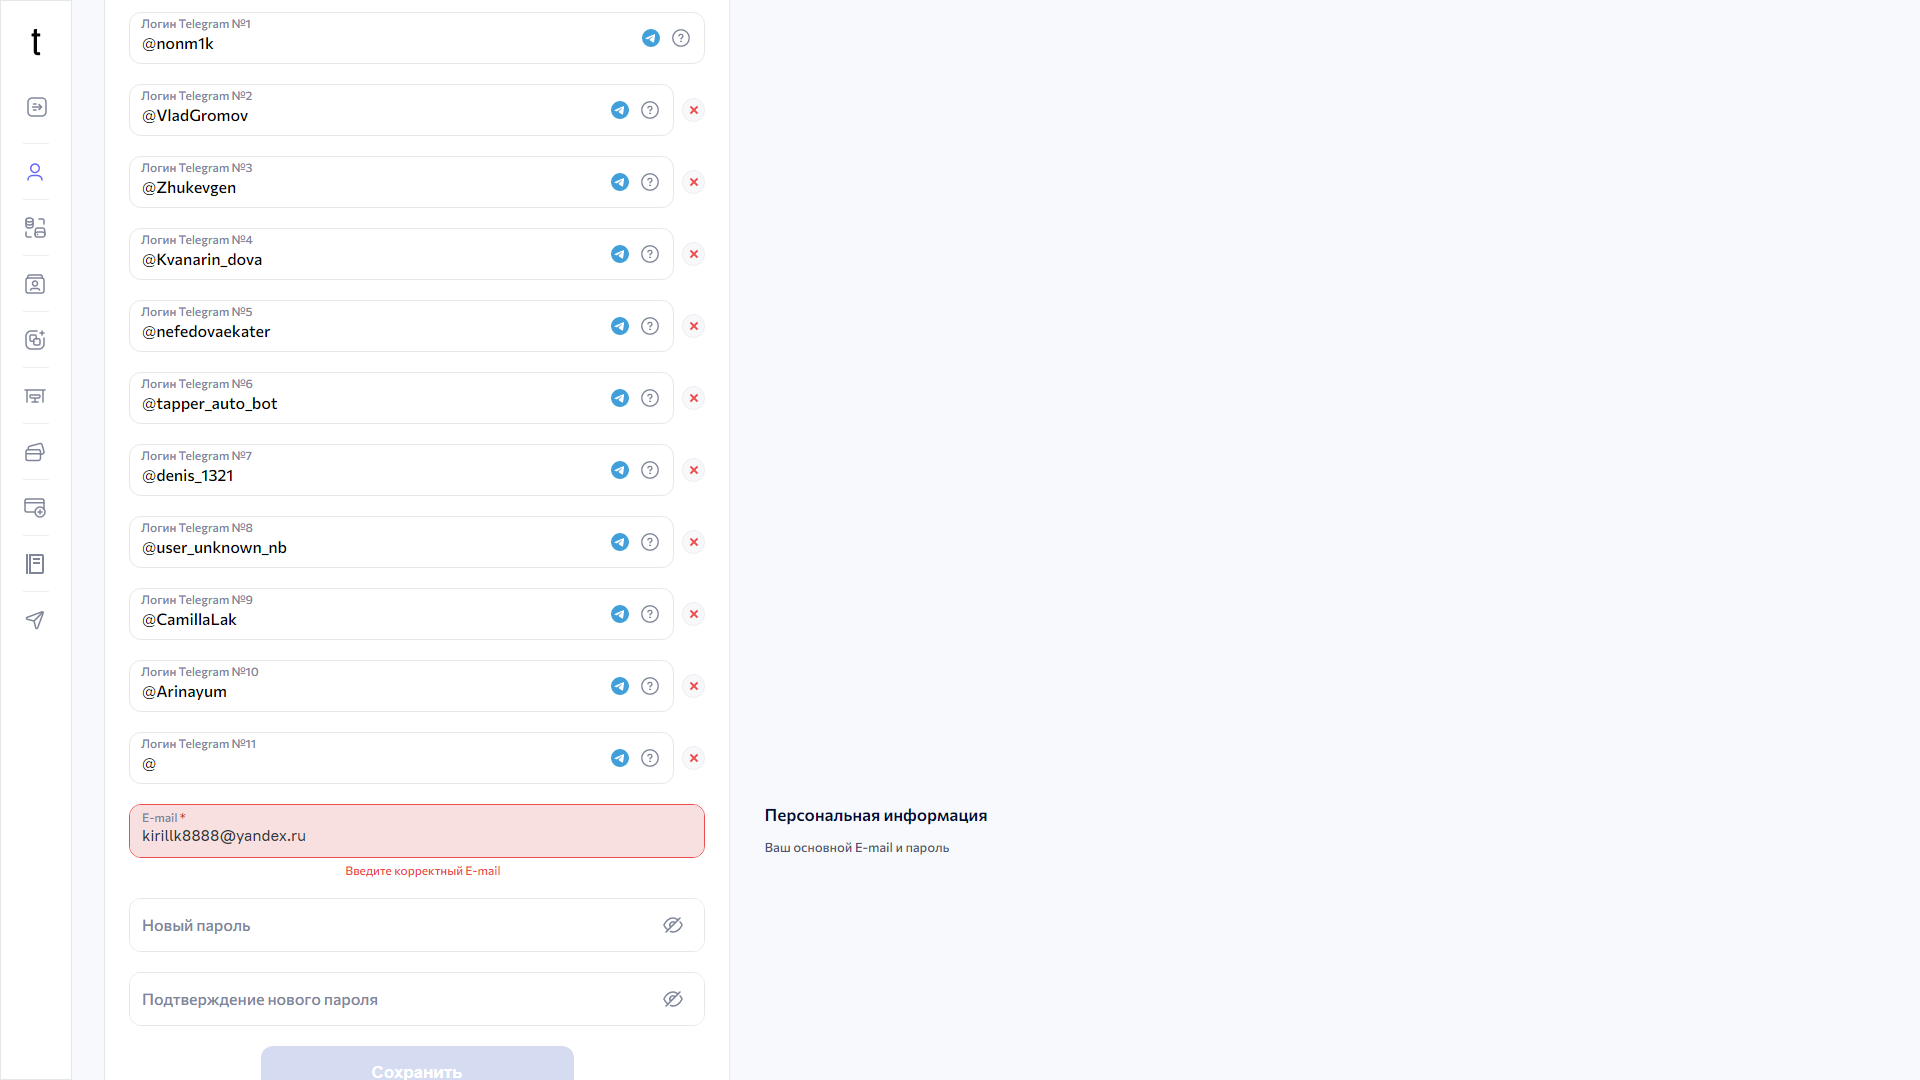 t
Логин Telegram №1
@nonm1k
Логин Telegram №2
@VladGromov
Логин Telegram №3
@Zhukevgen
Логин Telegram №4
@Kvanarin_dova
Логин Telegram №5
@nefedovaekater
Логин Telegram №6
@tapper_auto_bot
Логин Telegram №7
@denis_1321
Логин Telegram №8
@user_unknown_nb
Логин Telegram №9
@CamillaLak
Логин Telegram №10
@Arinayum
Логин Telegram №11
@
E-mail *
kirillk8888@yandex.ru
Введите корректный E-mail
Персональная информация
Ваш основной E-mail и пароль
Новый пароль
Подтверждение нового пароля
Сохранить